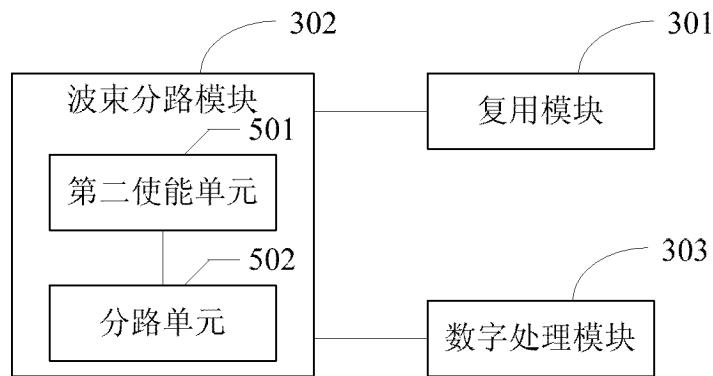 302
301
波束分路模块
复用模块
501
第二使能单元
502
303
分路单元
数字处理模块